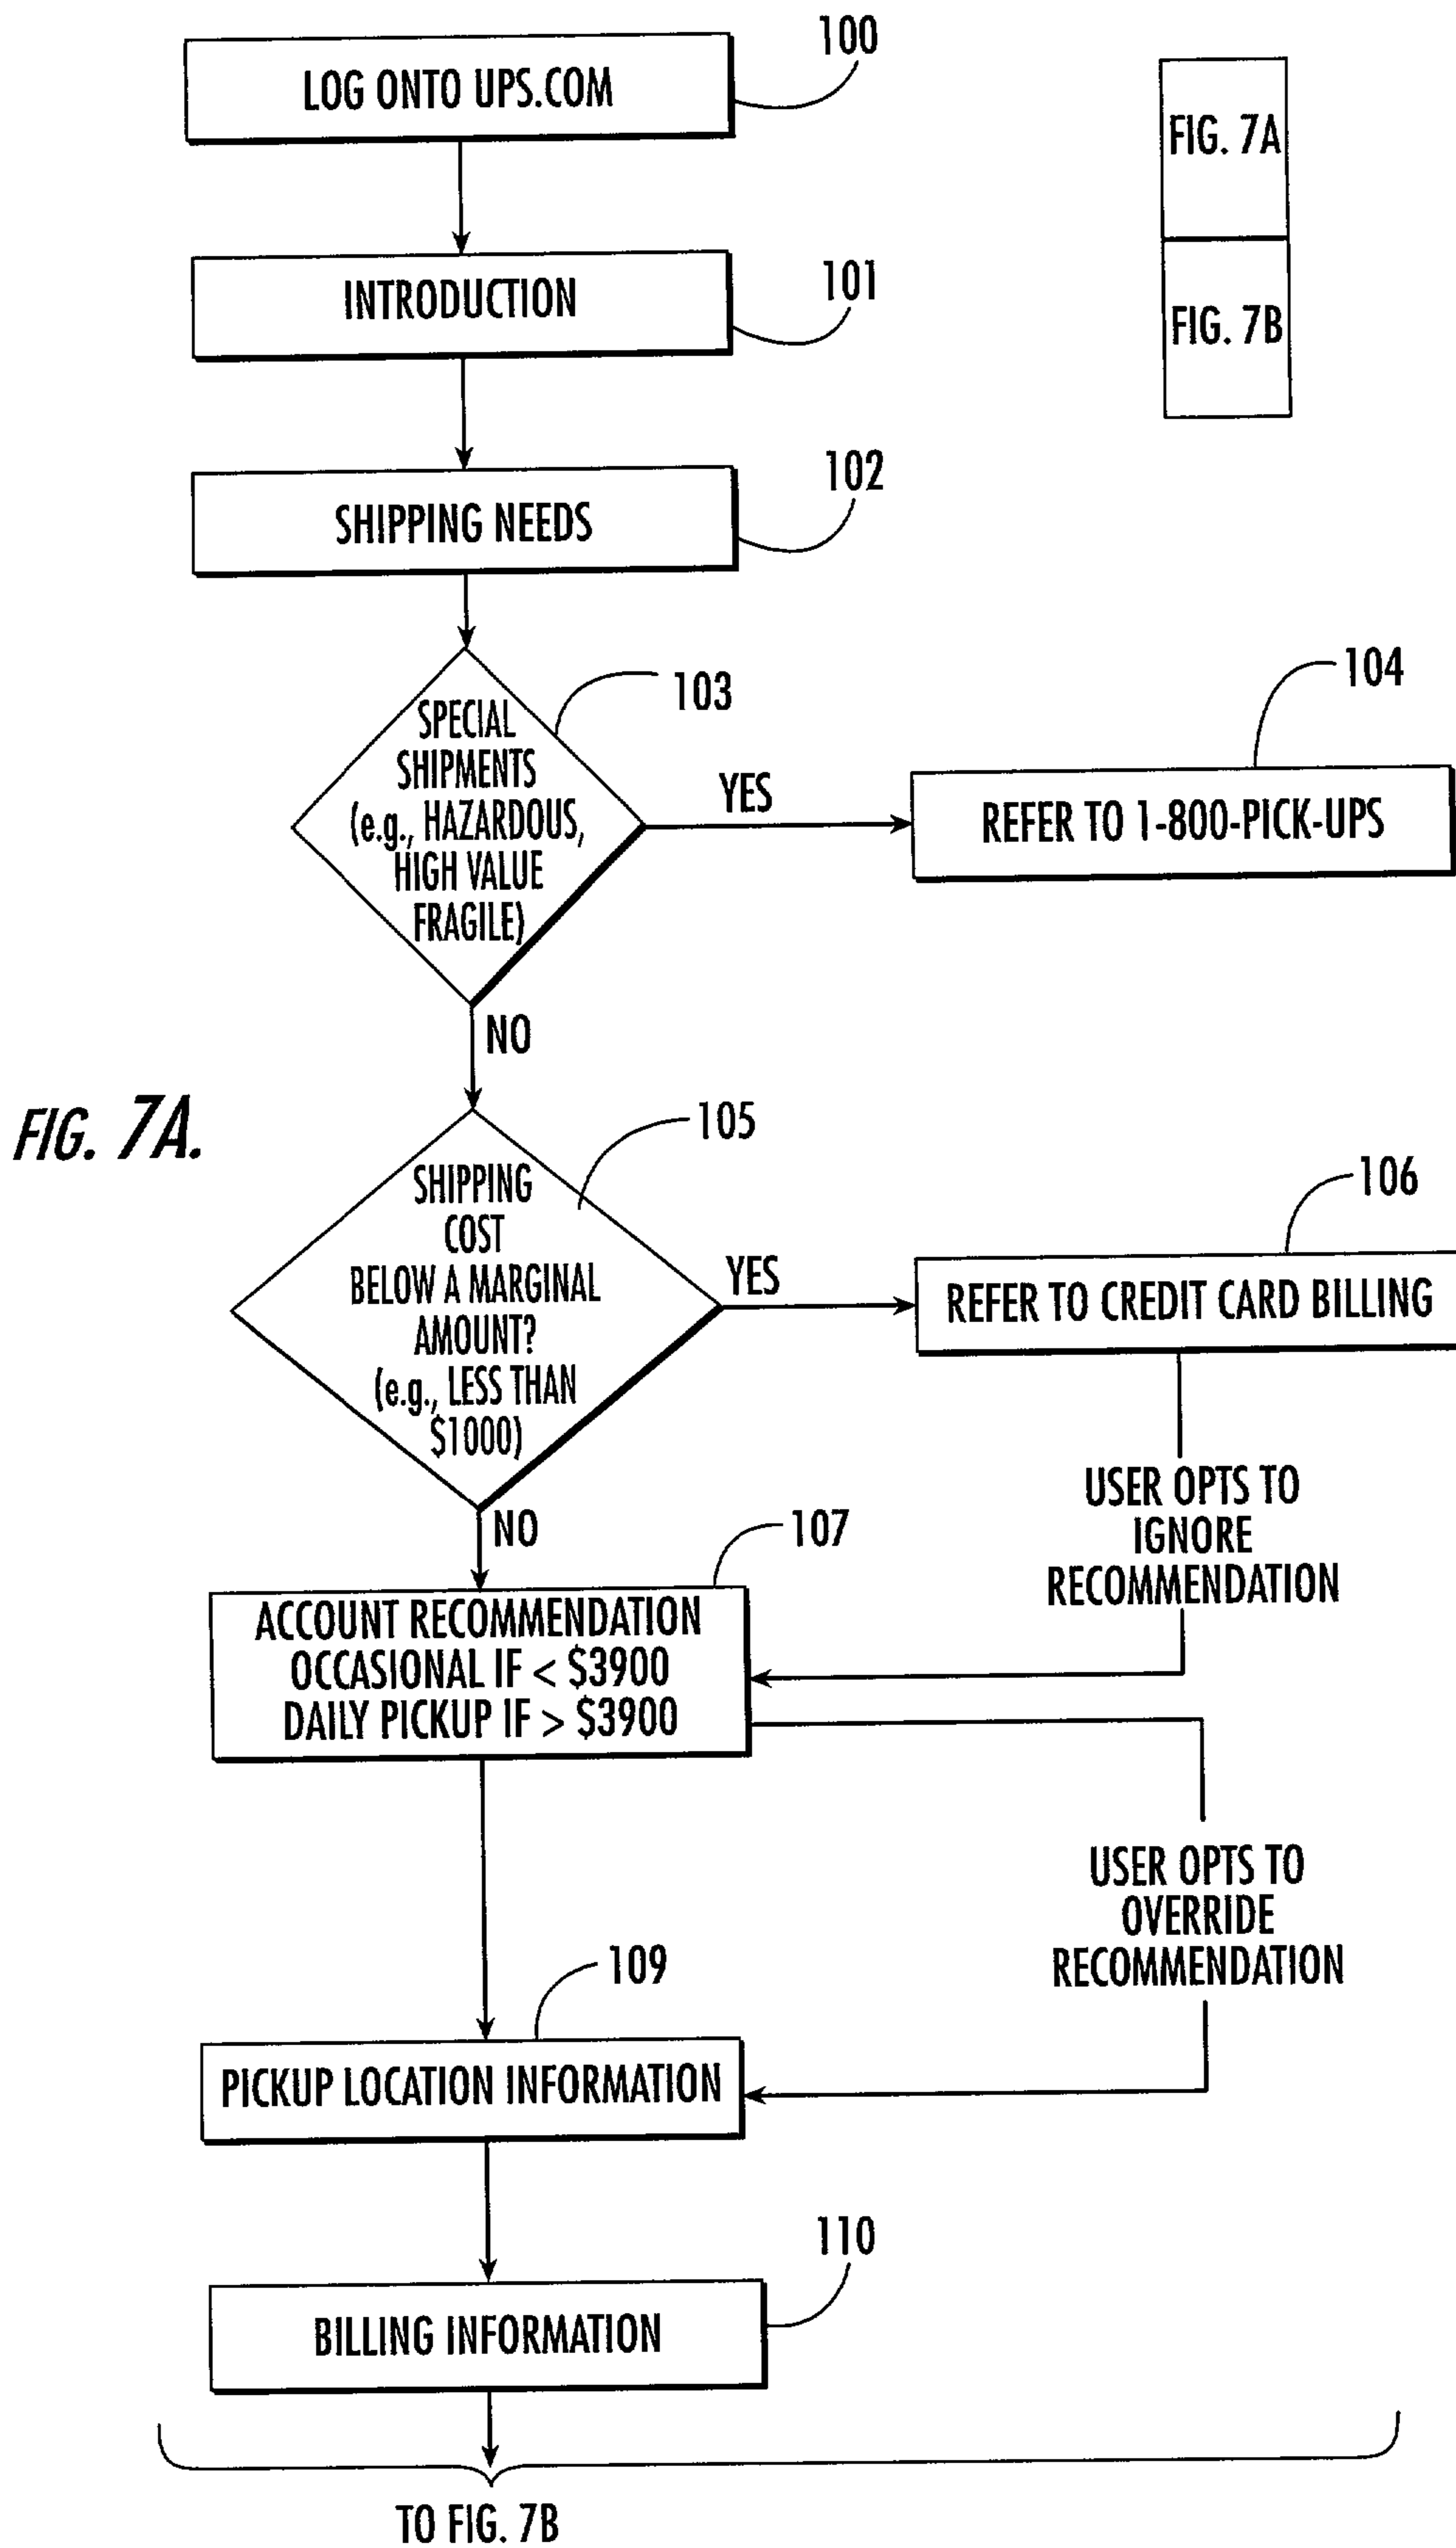 100
LOG ONTO UPS.COM
FIG. 7A
101
INTRODUCTION
FIG. 7B
102
SHIPPING NEEDS
103
104
SPECIAL
SHIPMENTS
(e.g., HAZARDOUS,
HIGH VALUE
FRAGILE)
YES
REFER TO 1-800-PICK-UPS
NO
FIG. 7A.
105
SHIPPING
COST
BELOW A MARGINAL
AMOUNT?
(e.g., LESS THAN
$1000)
YES
106
REFER TO CREDIT CARD BILLING
USER OPTS TO
IGNORE
RECOMMENDATION
NO
107
ACCOUNT RECOMMENDATION
OCCASIONAL IF < $3900
DAILY PICKUP IF > $3900
USER OPTS TO
OVERRIDE
RECOMMENDATION
109
PICKUP LOCATION INFORMATION
110
BILLING INFORMATION
TO FIG. 7B